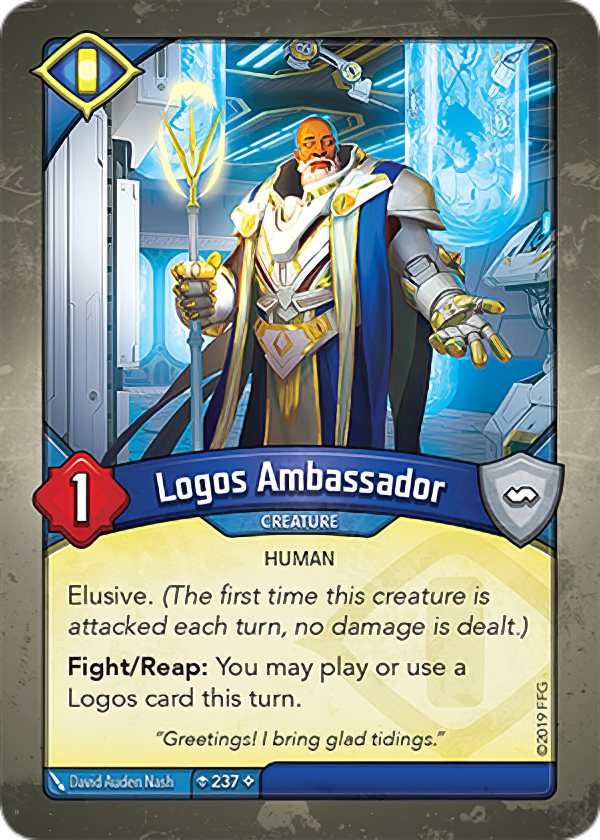 Logos Ambassador
1
CREATURE
HUMAN
Elusive. (The first time this creature is
attacked each turn, no damage is dealt.)
Fight/Reap: You may play or use a
Logos card this turn.
"Greetings! I bring glad tidings."
©2019 FFG
David Auden Nash
237